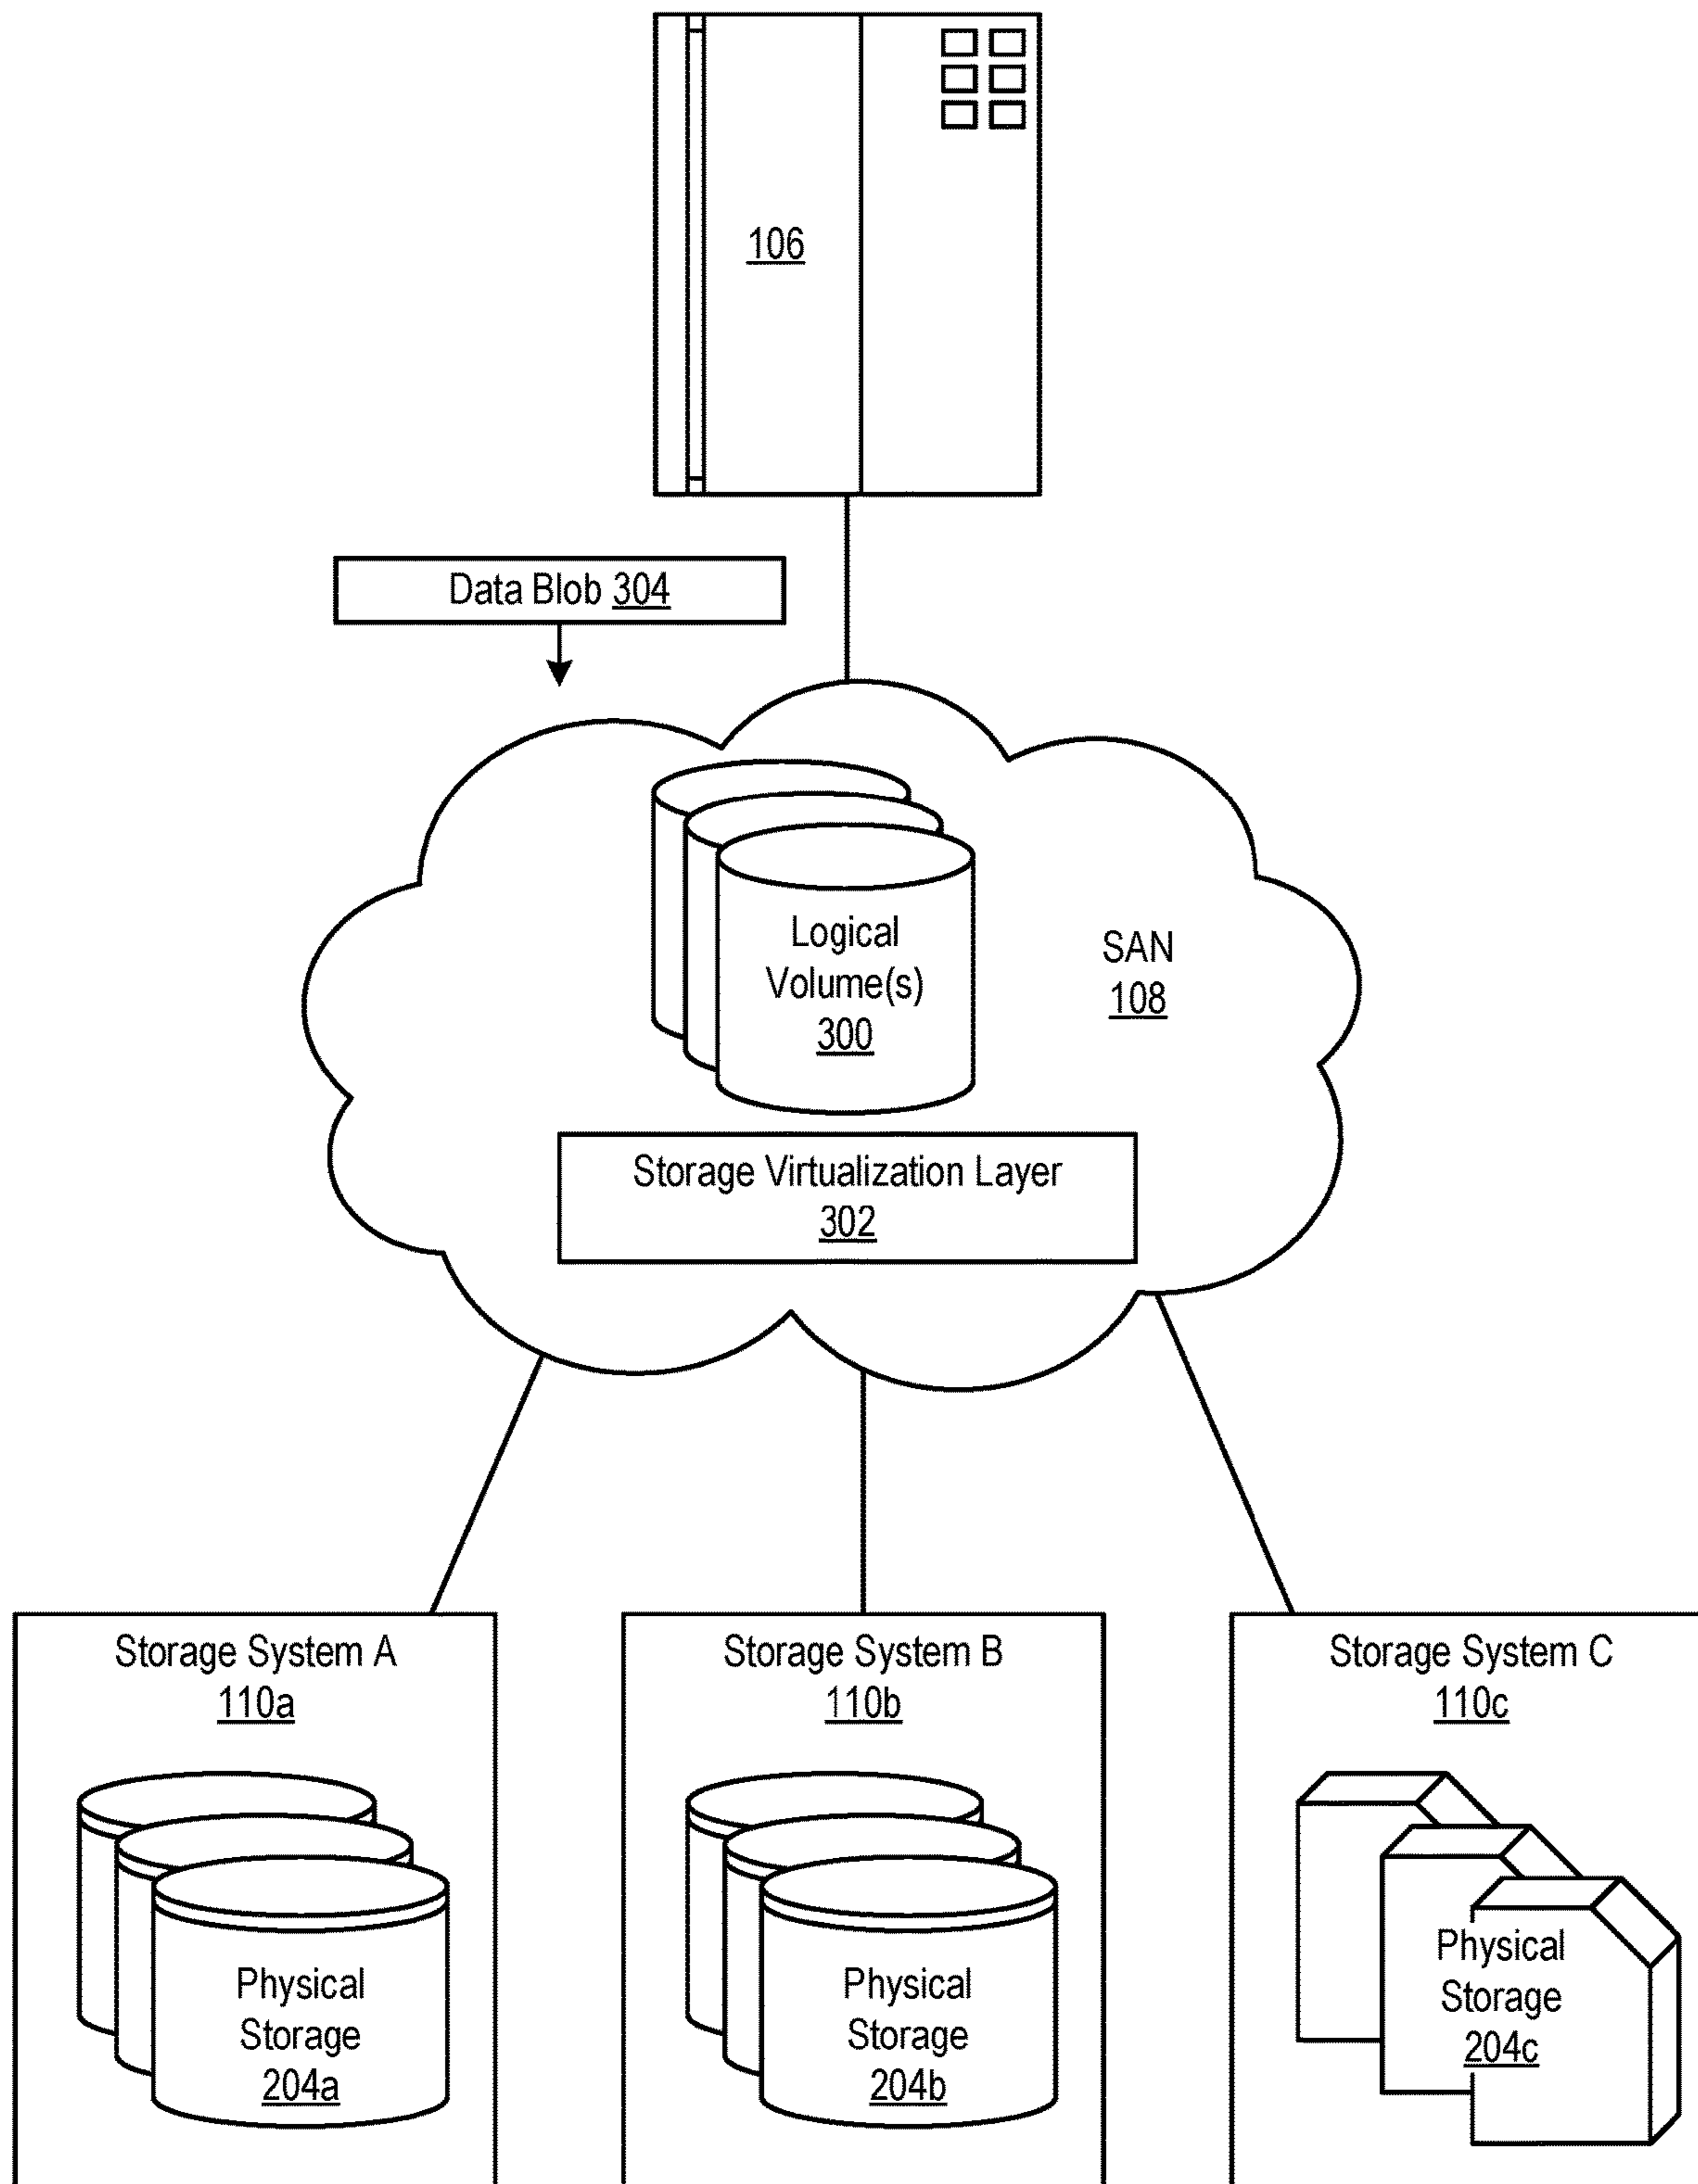 106
Data Blob 304
Logical
Volume(s)
300
SAN
108
Storage Virtualization Layer
302
Storage System A
110a
Physical
Storage
204a
Storage System B
110b
Physical
Storage
204b
Storage System C
110c
Physical
Storage
204c